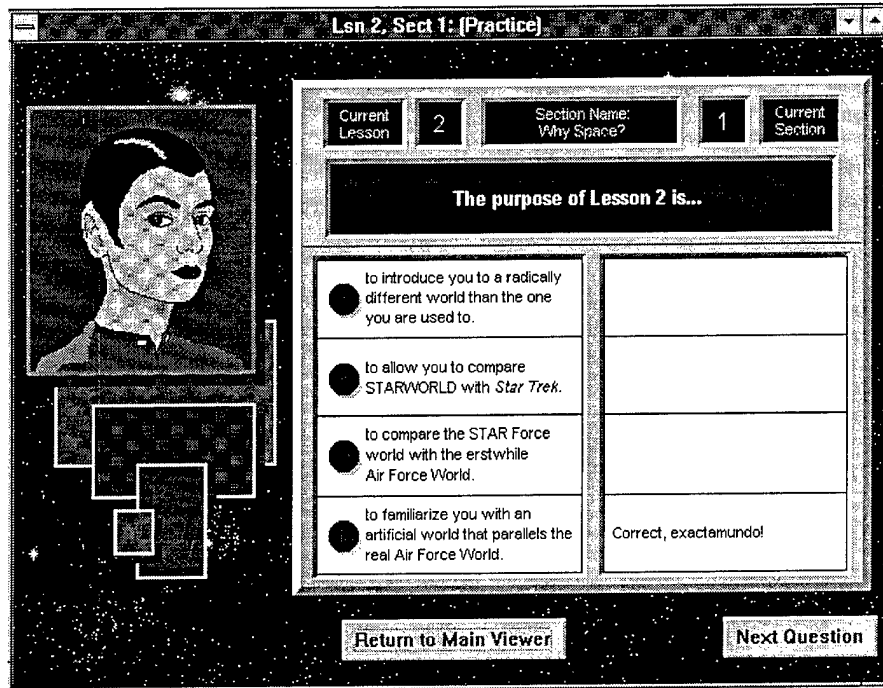 Lsn 2, Sect 1: (Practice)
Current
Lesson
2
Section Name:
Why Space?
1
Current
Section
The purpose of Lesson 2 is...
to introduce you to a radically
different world than the one
you are used to.
to allow you to compare
STARWORLD with Star Trek.
to compare the STAR Force
world with the erstwhile
Air Force World.
to familiarize you with an
artificial world that parallels the
real Air Force World.
Correct, exactamundo!
Return to Main Viewer
Next Question